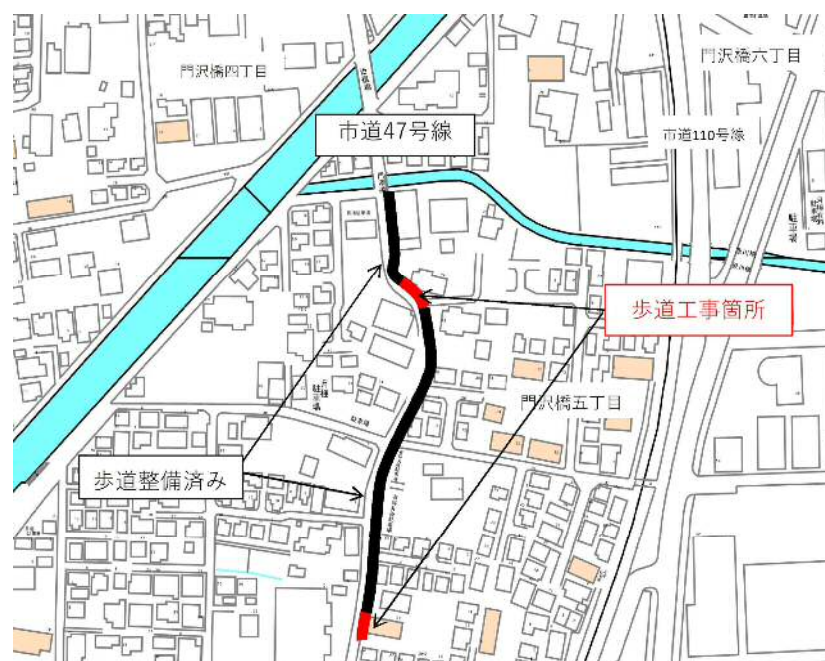 門沢橋四丁目
門沢橋六丁目
市道47号線
市道110号線
歩道工事箇所
門沢橋五丁目
歩道整備済み